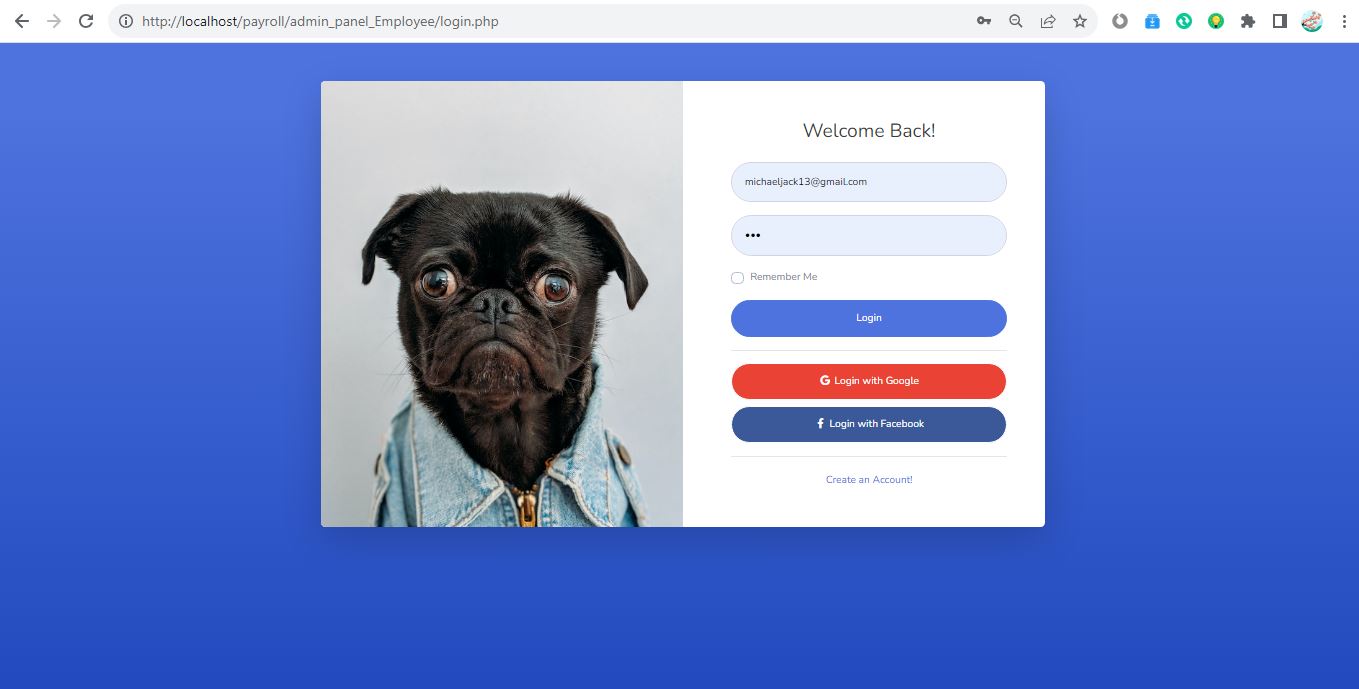 http://localhost/payroll/admin_panel_Employee/login.php
Welcome Back!
michaeljack13@gmail.com
•••
Remember Me
Login
G Login with Google
f Login with Facebook
Create an Account!